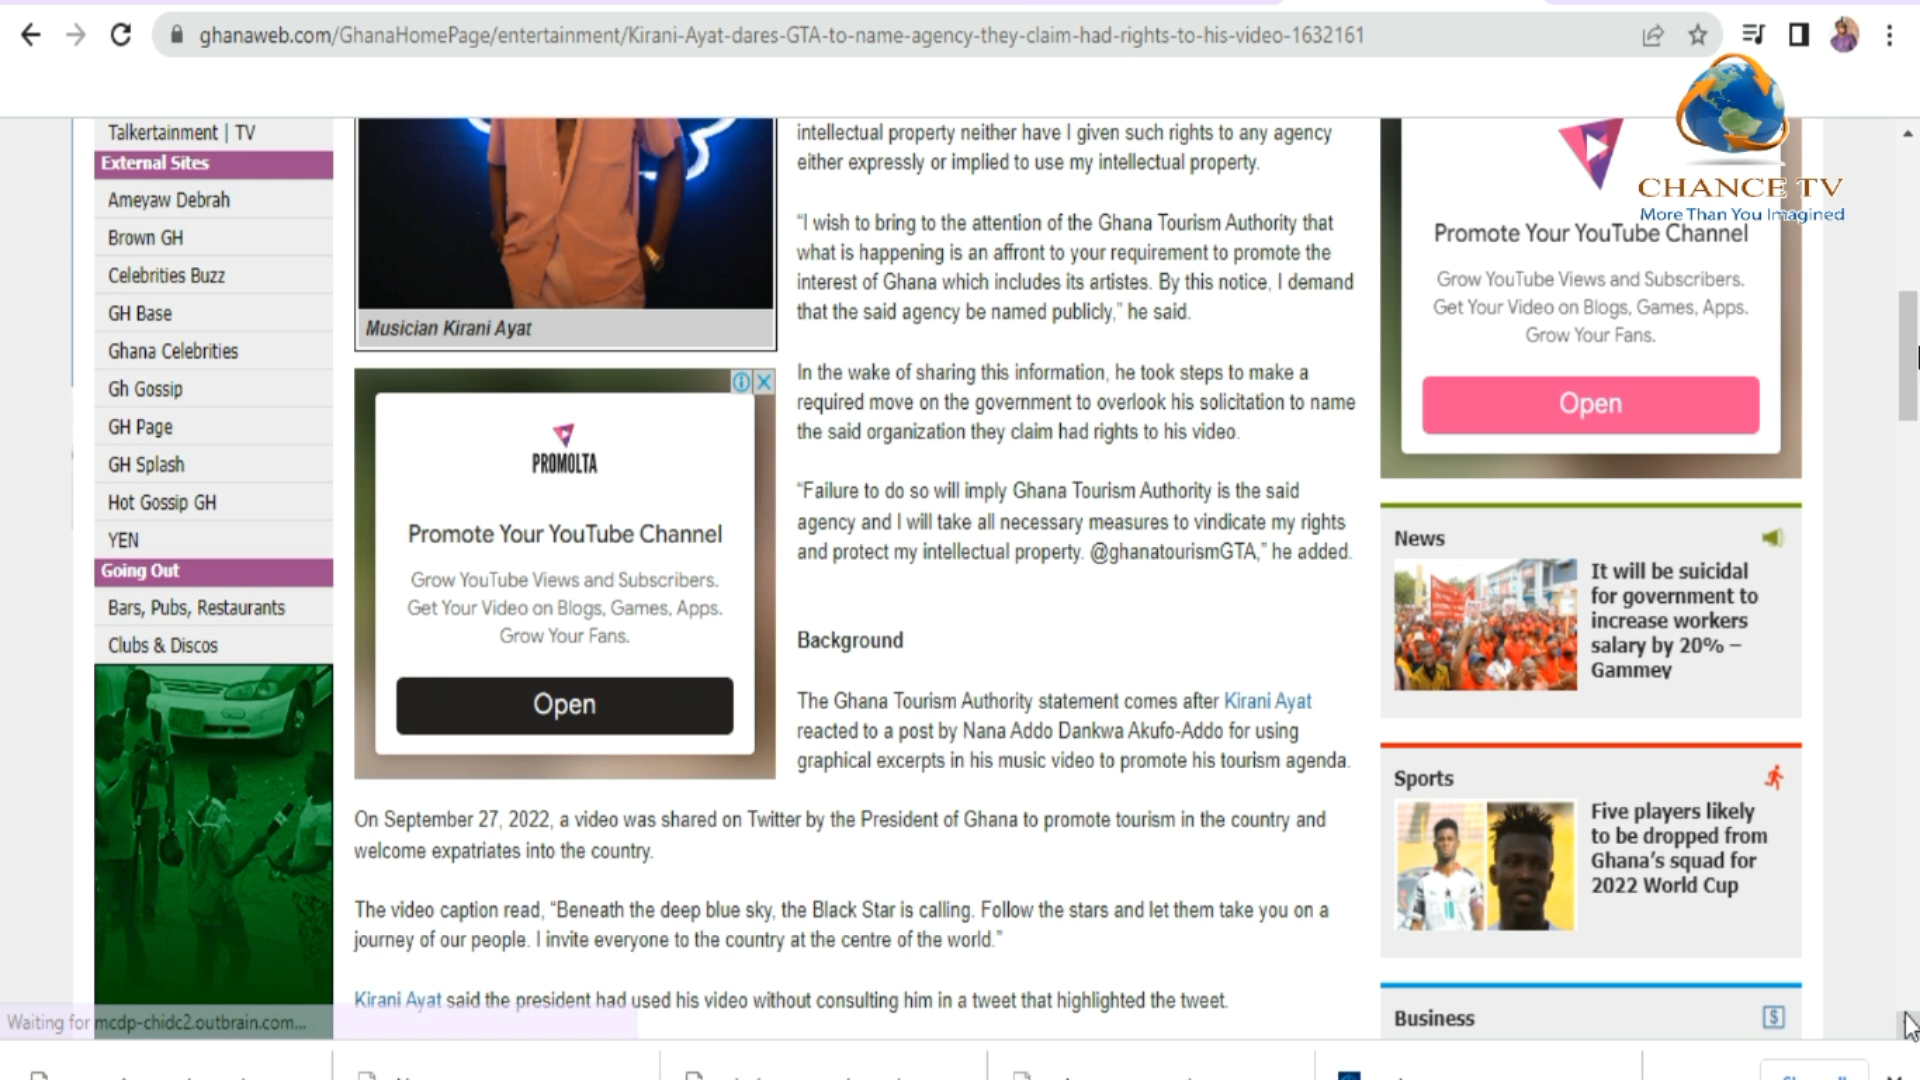 ghanaweb.com/GhanaHomePage/entertainment/Kirani-Ayat-dares-GTA-to-name-agency-they-claim-had-rights-to-his-video-1632161
CHANCE TV
More Than You Imagined
Talkertainment | TV
External Sites
Ameyaw Debrah
Brown GH
Celebrities Buzz
GH Base
Ghana Celebrities
Gh Gossip
GH Page
GH Splash
Hot Gossip GH
YEN
Going Out
Bars, Pubs, Restaurants
Clubs & Discos
Musician Kirani Ayat
PROMOLTA
Promote Your YouTube Channel
Grow YouTube Views and Subscribers.
Get Your Video on Blogs, Games, Apps.
Grow Your Fans.
Open
intellectual property neither have I given such rights to any agency
either expressly or implied to use my intellectual property.
“I wish to bring to the attention of the Ghana Tourism Authority that
what is happening is an affront to your requirement to promote the
interest of Ghana which includes its artistes. By this notice, I demand
that the said agency be named publicly,” he said.
In the wake of sharing this information, he took steps to make a
required move on the government to overlook his solicitation to name
the said organization they claim had rights to his video.
“Failure to do so will imply Ghana Tourism Authority is the said
agency and I will take all necessary measures to vindicate my rights
and protect my intellectual property. @ghanatourismGTA,” he added.
Background
The Ghana Tourism Authority statement comes after Kirani Ayat
reacted to a post by Nana Addo Dankwa Akufo-Addo for using
graphical excerpts in his music video to promote his tourism agenda.
On September 27, 2022, a video was shared on Twitter by the President of Ghana to promote tourism in the country and
welcome expatriates into the country.
The video caption read, “Beneath the deep blue sky, the Black Star is calling. Follow the stars and let them take you on a
journey of our people. I invite everyone to the country at the centre of the world.”
Kirani Ayat said the president had used his video without consulting him in a tweet that highlighted the tweet.
Promote Your YouTube Channel
Grow YouTube Views and Subscribers.
Get Your Video on Blogs, Games, Apps.
Grow Your Fans.
Open
News
It will be suicidal
for government to
increase workers
salary by 20% –
Gammey
Sports
Five players likely
to be dropped from
Ghana’s squad for
2022 World Cup
Business
Waiting for mcdp-chidc2.outbrain.com...